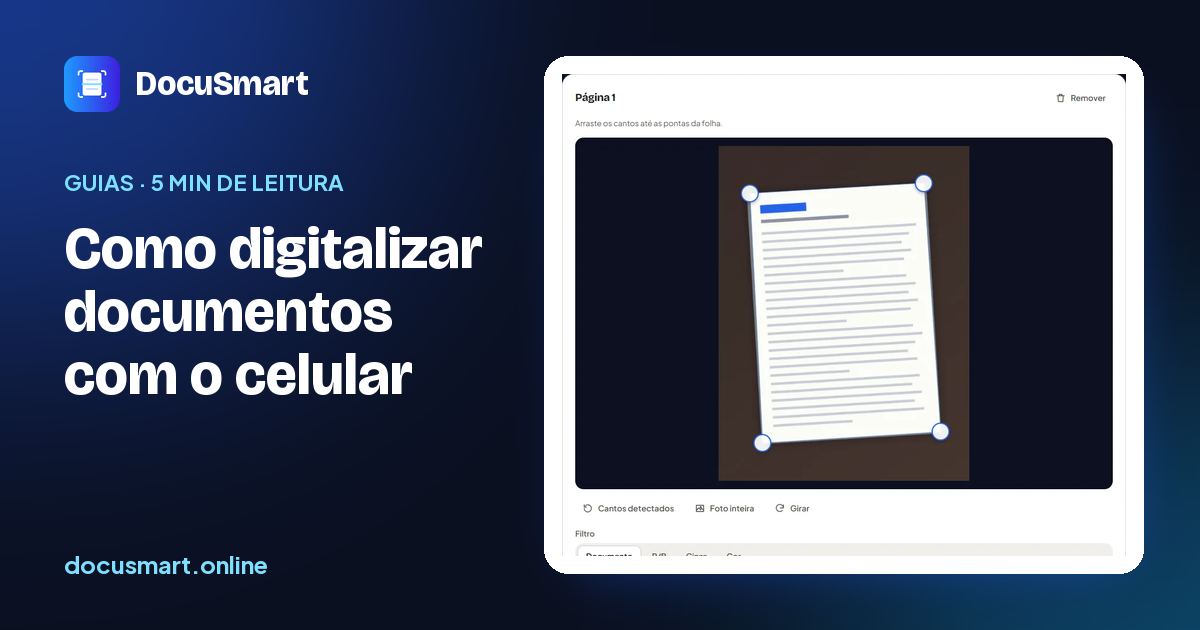 DocuSmart
GUIAS · 5 MIN DE LEITURA
Como digitalizar
documentos
com o celular
docusmart.online
Página 1
Remover
Arraste os cantos até as pontas da folha.
Cantos detectados
Foto inteira
Girar
Filtro